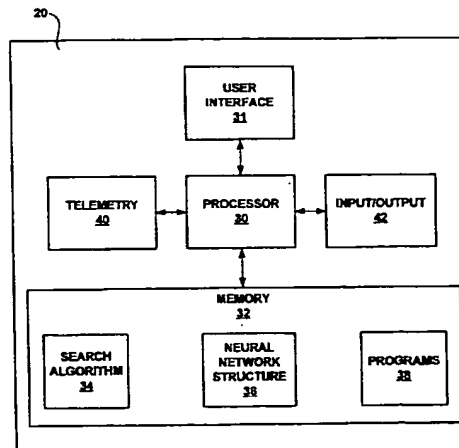 20
USER
INTERFACE
31
TELEMETRY
40
PROCESSOR
30
INPUT/OUTPUT
42
MEMORY
32
SEARCH
ALGORITHM
34
NEURAL
NETWORK
STRUCTURE
36
PROGRAMS
38